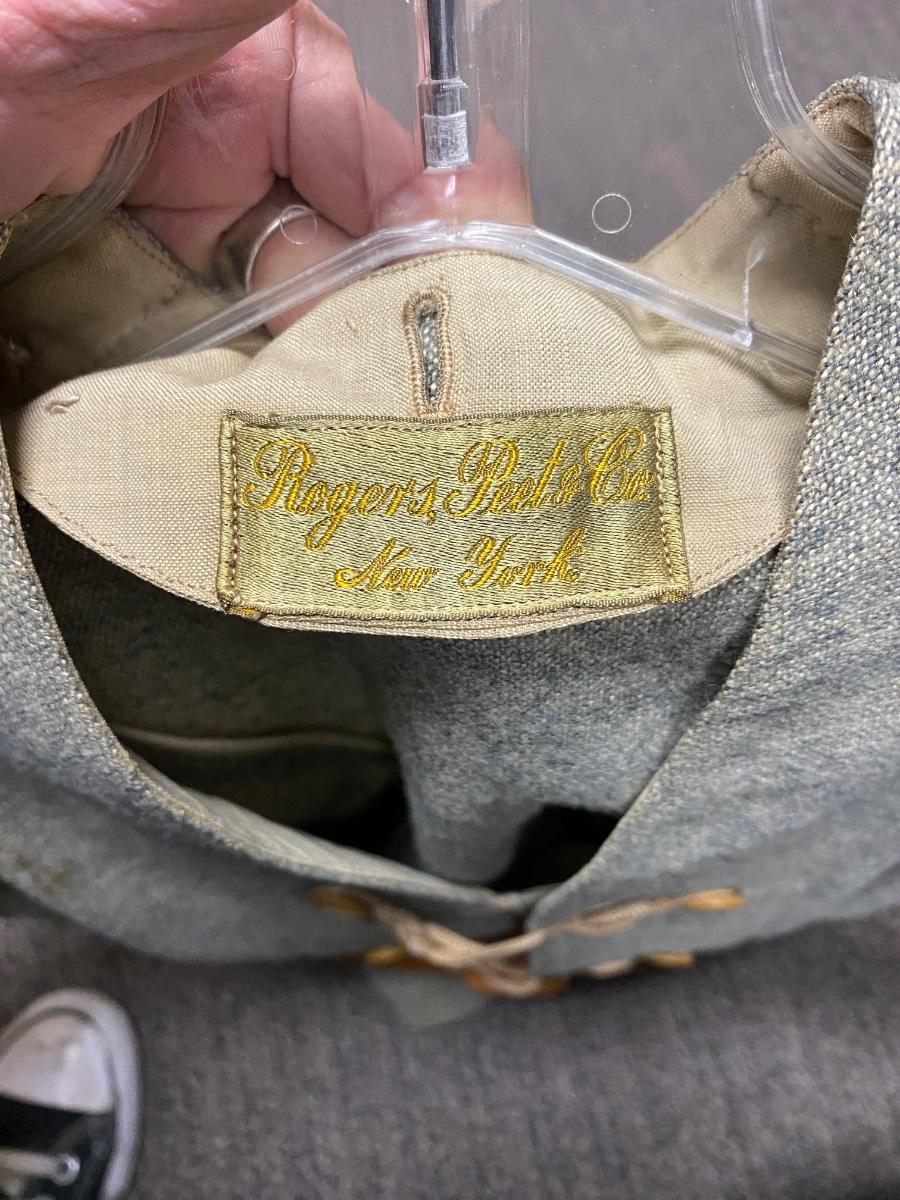 Rogers, Peet & Co.
New York.